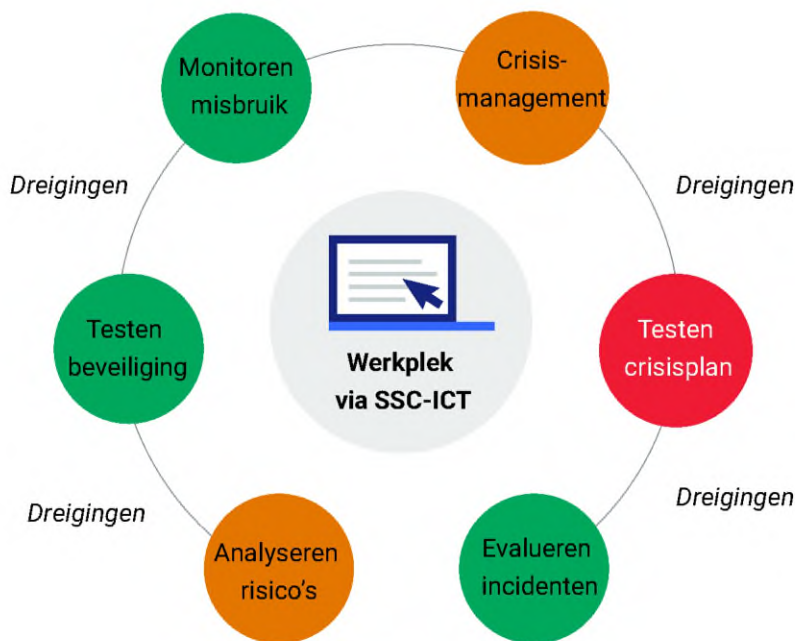 Monitoren
misbruik
Crisis-
management
Dreigingen
Dreigingen
Testen
beveiliging
Werkplek
via SSC-ICT
Testen
crisisplan
Dreigingen
Dreigingen
Analyseren
risico's
Evalueren
incidenten